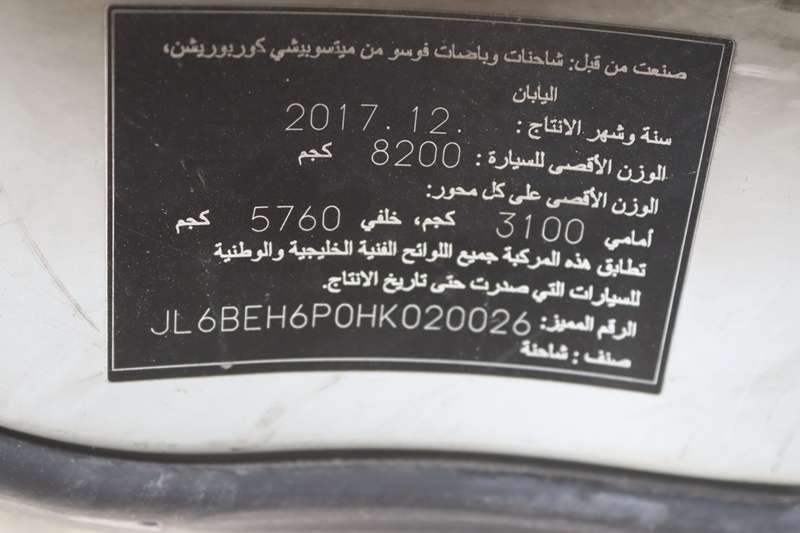 صنعت من قبل: شاحنات وباصات فوسو من ميتسوبيشي كوربوريشن،
اليابان
سنة وشهر الانتاج : 2017.12.
الوزن الأقصى للسيارة : 8200 كجم
الوزن الأقصى على كل محور:
أمامي 3100 كجم، خلفي 5760 كجم
تطابق هذه المركبة جميع اللوائح الفنية الخليجية والوطنية
للسيارات التي صدرت حتى تاريخ الانتاج.
الرقم المميز: JL6BEH6P0HK020026
صنف : شاحنة